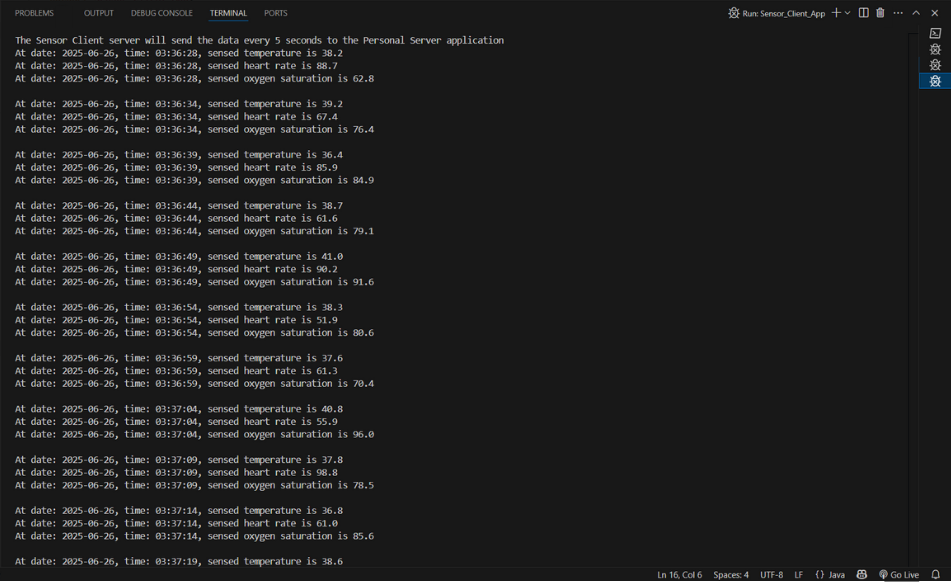 PROBLEMS OUTPUT DEBUG CONSOLE TERMINAL PORTS Run: Sensor_Client_App
The Sensor Client server will send the data every 5 seconds to the Personal Server application
At date: 2025-06-26, time: 03:36:28, sensed temperature is 38.2
At date: 2025-06-26, time: 03:36:28, sensed heart rate is 88.7
At date: 2025-06-26, time: 03:36:28, sensed oxygen saturation is 62.8
At date: 2025-06-26, time: 03:36:34, sensed temperature is 39.2
At date: 2025-06-26, time: 03:36:34, sensed heart rate is 67.4
At date: 2025-06-26, time: 03:36:34, sensed oxygen saturation is 76.4
At date: 2025-06-26, time: 03:36:39, sensed temperature is 36.4
At date: 2025-06-26, time: 03:36:39, sensed heart rate is 85.9
At date: 2025-06-26, time: 03:36:39, sensed oxygen saturation is 84.9
At date: 2025-06-26, time: 03:36:44, sensed temperature is 38.7
At date: 2025-06-26, time: 03:36:44, sensed heart rate is 61.6
At date: 2025-06-26, time: 03:36:44, sensed oxygen saturation is 79.1
At date: 2025-06-26, time: 03:36:49, sensed temperature is 41.0
At date: 2025-06-26, time: 03:36:49, sensed heart rate is 90.2
At date: 2025-06-26, time: 03:36:49, sensed oxygen saturation is 91.6
At date: 2025-06-26, time: 03:36:54, sensed temperature is 38.3
At date: 2025-06-26, time: 03:36:54, sensed heart rate is 51.9
At date: 2025-06-26, time: 03:36:54, sensed oxygen saturation is 80.6
At date: 2025-06-26, time: 03:36:59, sensed temperature is 37.6
At date: 2025-06-26, time: 03:36:59, sensed heart rate is 61.3
At date: 2025-06-26, time: 03:36:59, sensed oxygen saturation is 70.4
At date: 2025-06-26, time: 03:37:04, sensed temperature is 40.8
At date: 2025-06-26, time: 03:37:04, sensed heart rate is 55.9
At date: 2025-06-26, time: 03:37:04, sensed oxygen saturation is 96.0
At date: 2025-06-26, time: 03:37:09, sensed temperature is 37.8
At date: 2025-06-26, time: 03:37:09, sensed heart rate is 98.8
At date: 2025-06-26, time: 03:37:09, sensed oxygen saturation is 78.5
At date: 2025-06-26, time: 03:37:14, sensed temperature is 36.8
At date: 2025-06-26, time: 03:37:14, sensed heart rate is 61.0
At date: 2025-06-26, time: 03:37:14, sensed oxygen saturation is 85.6
At date: 2025-06-26, time: 03:37:19, sensed temperature is 38.6
Ln 16, Col 6 Spaces: 4 UTF-8 LF {} Java Go Live